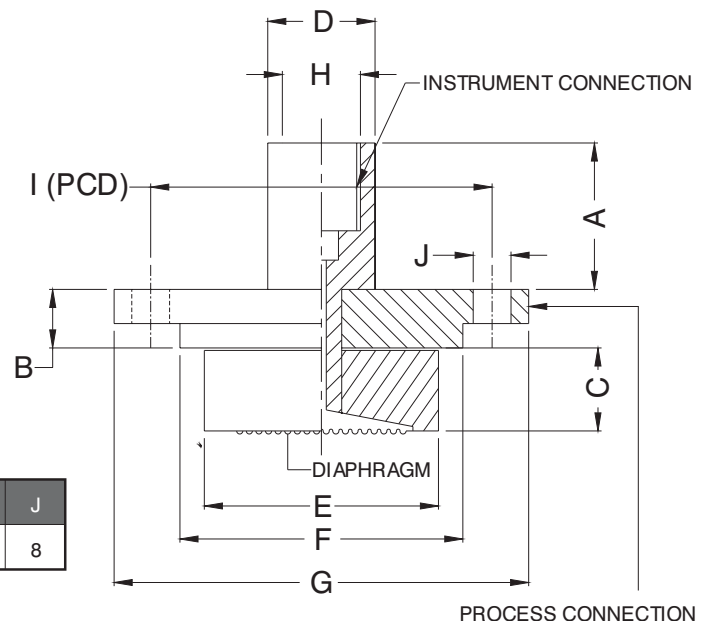 D
H
INSTRUMENT CONNECTION
I (PCD)
A
J
B
C
DIAPHRAGM
E
J
F
8
G
PROCESS CONNECTION